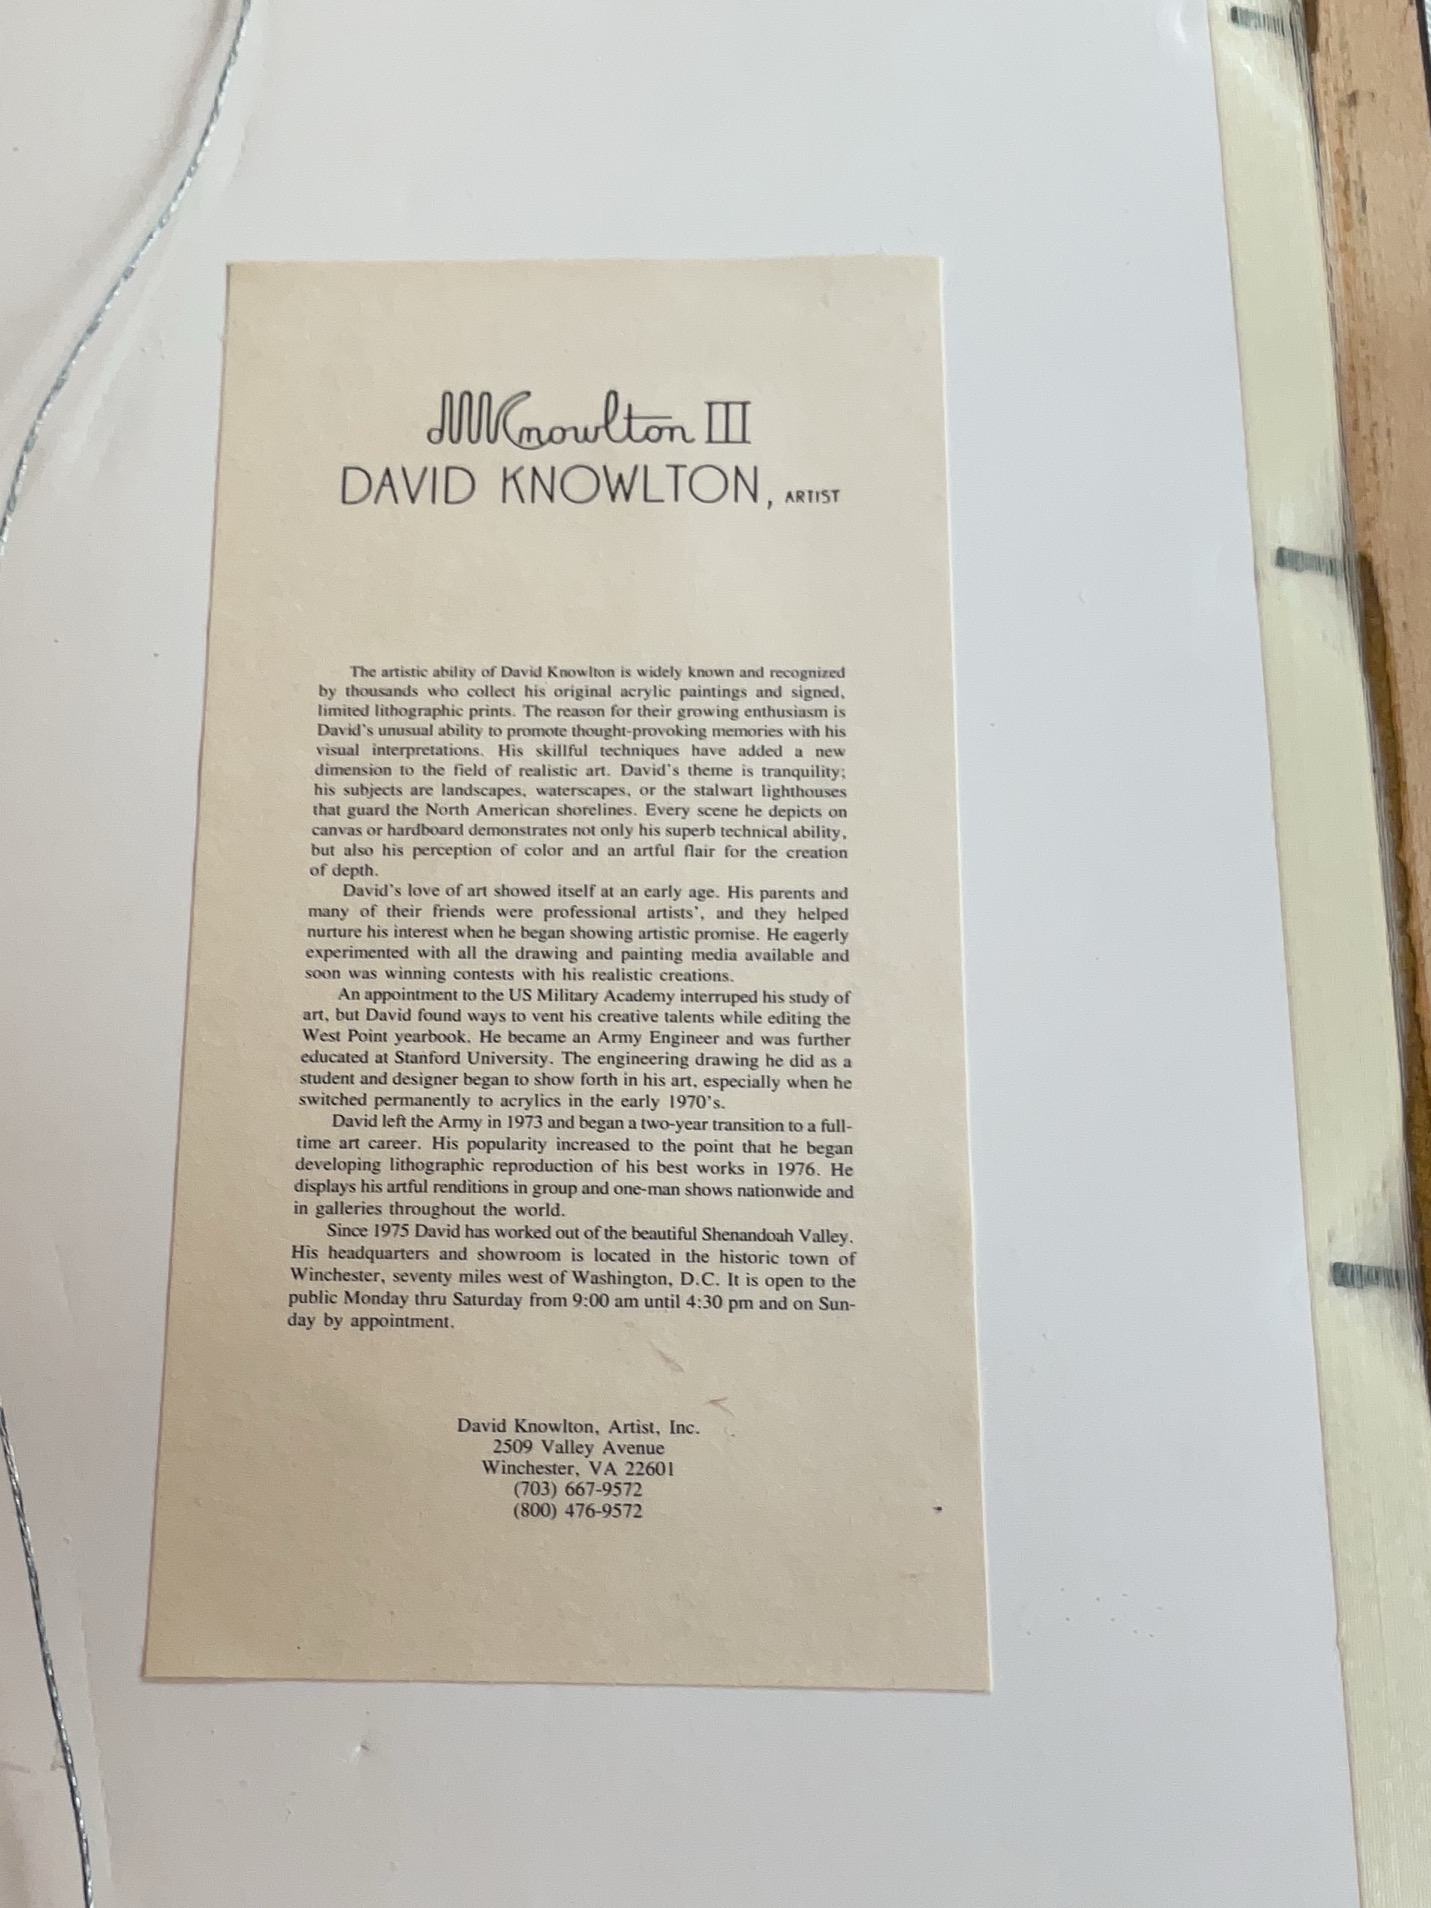 Knowlton III
DAVID KNOWLTON, ARTIST
The artistic ability of David Knowlton is widely known and recognized
by thousands who collect his original acrylic paintings and signed,
limited lithographic prints. The reason for their growing enthusiasm is
David's unusual ability to promote thought-provoking memories with his
visual interpretations. His skillful techniques have added a new
dimension to the field of realistic art. David's theme is tranquility;
his subjects are landscapes, waterscapes, or the stalwart lighthouses
that guard the North American shorelines. Every scene he depicts on
canvas or hardboard demonstrates not only his superb technical ability,
but also his perception of color and an artful flair for the creation
of depth.
David's love of art showed itself at an early age. His parents and
many of their friends were professional artists', and they helped
nurture his interest when he began showing artistic promise. He eagerly
experimented with all the drawing and painting media available and
soon was winning contests with his realistic creations.
An appointment to the US Military Academy interruped his study of
art, but David found ways to vent his creative talents while editing the
West Point yearbook. He became an Army Engineer and was further
educated at Stanford University. The engineering drawing he did as a
student and designer began to show forth in his art, especially when he
switched permanently to acrylics in the early 1970's.
David left the Army in 1973 and began a two-year transition to a full-
time art career. His popularity increased to the point that he began
developing lithographic reproduction of his best works in 1976. He
displays his artful renditions in group and one-man shows nationwide and
in galleries throughout the world.
Since 1975 David has worked out of the beautiful Shenandoah Valley.
His headquarters and showroom is located in the historic town of
Winchester, seventy miles west of Washington, D.C. It is open to the
public Monday thru Saturday from 9:00 am until 4:30 pm and on Sun-
day by appointment.
David Knowlton, Artist, Inc.
2509 Valley Avenue
Winchester, VA 22601
(703) 667-9572
(800) 476-9572